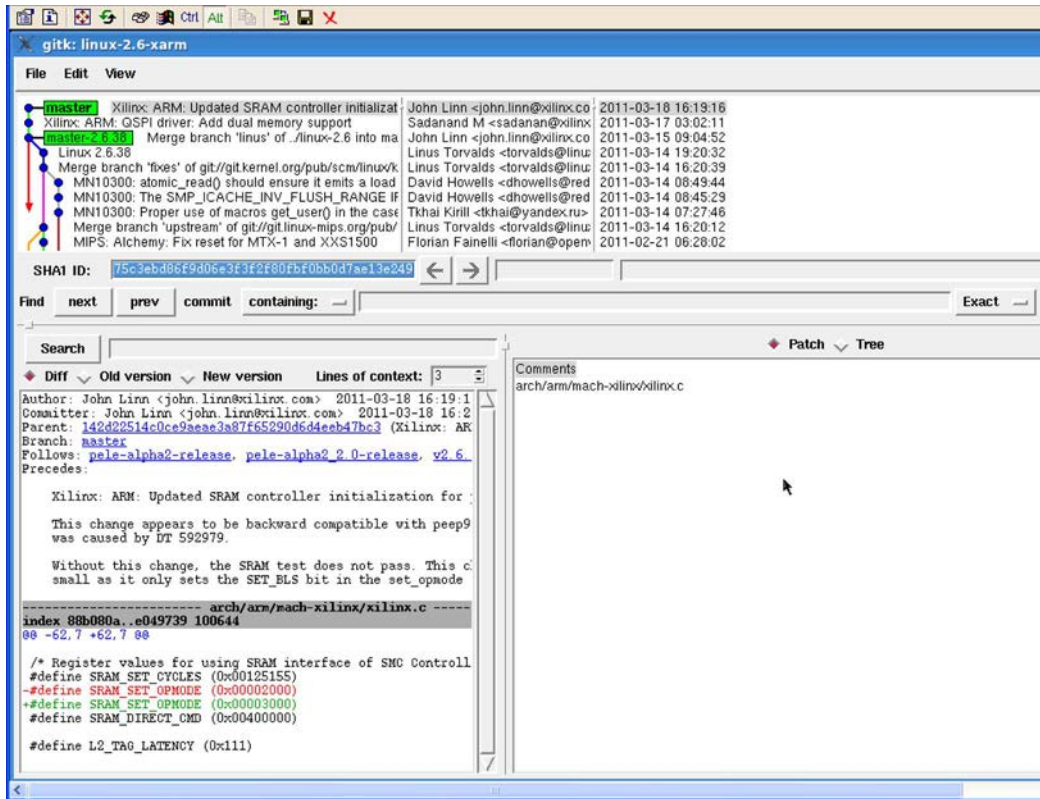 Ctrl Alt
gitk: linux-2.6-xarm
File Edit View
master Xilinx: ARM: Updated SRAM controller initializat John Linn <john.linn@xilinx.co 2011-03-18 16:19:16
Xilinx: ARM: QSPI driver: Add dual memory support Sadanand M <sadanan@xilinx 2011-03-17 03:02:11
master-2.6.38 Merge branch 'linus' of ../linux-2.6 into ma John Linn <john.linn@xilinx.co 2011-03-15 09:04:52
Linux 2.6.38 Linus Torvalds <torvalds@linu 2011-03-14 19:20:32
Merge branch 'fixes' of git://git.kernel.org/pub/scm/linux/k Linus Torvalds <torvalds@linu 2011-03-14 16:20:39
MN10300: atomic_read() should ensure it emits a load David Howells <dhowells@red 2011-03-14 08:49:44
MN10300: The SMP_ICACHE_INV_FLUSH_RANGE IF David Howells <dhowells@red 2011-03-14 08:45:29
MN10300: Proper use of macros get_user() in the case Tkhai Kirill <tkhai@yandex.ru> 2011-03-14 07:27:46
Merge branch 'upstream' of git://git.linux-mips.org/pub/ Linus Torvalds <torvalds@linu 2011-03-14 16:20:12
MIPS: Alchemy: Fix reset for MTX-1 and XXS1500 Florian Fainelli <florian@openv 2011-02-21 06:28:02
SHA1 ID: 75c3ebd86f9d06e3f3f2f80fbf0bb0d7ae13e249
Find next prev commit containing: Exact
Search
Patch Tree
Diff Old version New version Lines of context: 3
Comments
arch/arm/mach-xilinx/xilinx.c
Author: John Linn <john.linn@xilinx.com> 2011-03-18 16:19:1
Committer: John Linn <john.linn@xilinx.com> 2011-03-18 16:2
Parent: 142d22514c0ce9aeae3a87f65290d6d4eeb47bc3 (Xilinx: AR
Branch: master
Follows: pele-alpha2-release, pele-alpha2_2.0-release, v2.6.
Precedes:
Xilinx: ARM: Updated SRAM controller initialization for
This change appears to be backward compatible with peep9
was caused by DT 592979.
Without this change, the SRAM test does not pass. This c
small as it only sets the SET_BLS bit in the set_opmode
----------------------- arch/arm/mach-xilinx/xilinx.c -----
index 88b080a..e049739 100644
@@ -62,7 +62,7 @@
/* Register values for using SRAM interface of SMC Controll
#define SRAM_SET_CYCLES (0x00125155)
-#define SRAM_SET_OPMODE (0x00002000)
+#define SRAM_SET_OPMODE (0x00003000)
#define SRAM_DIRECT_CMD (0x00400000)
#define L2_TAG_LATENCY (0x111)